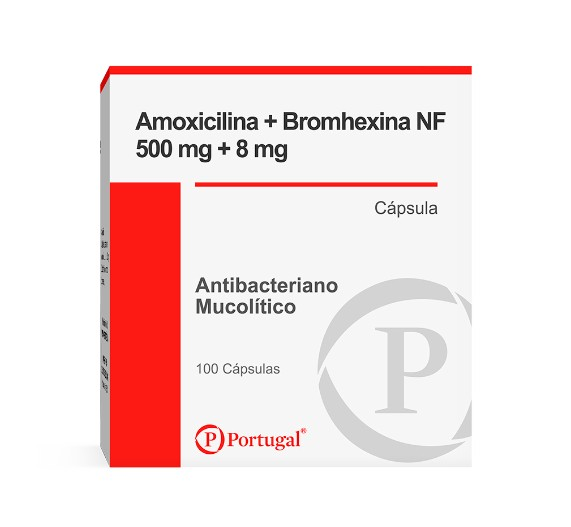 Amoxicilina + Bromhexina NF
500 mg + 8 mg
Cápsula
Antibacteriano
Mucolítico
100 Cápsulas
P Portugal®
P